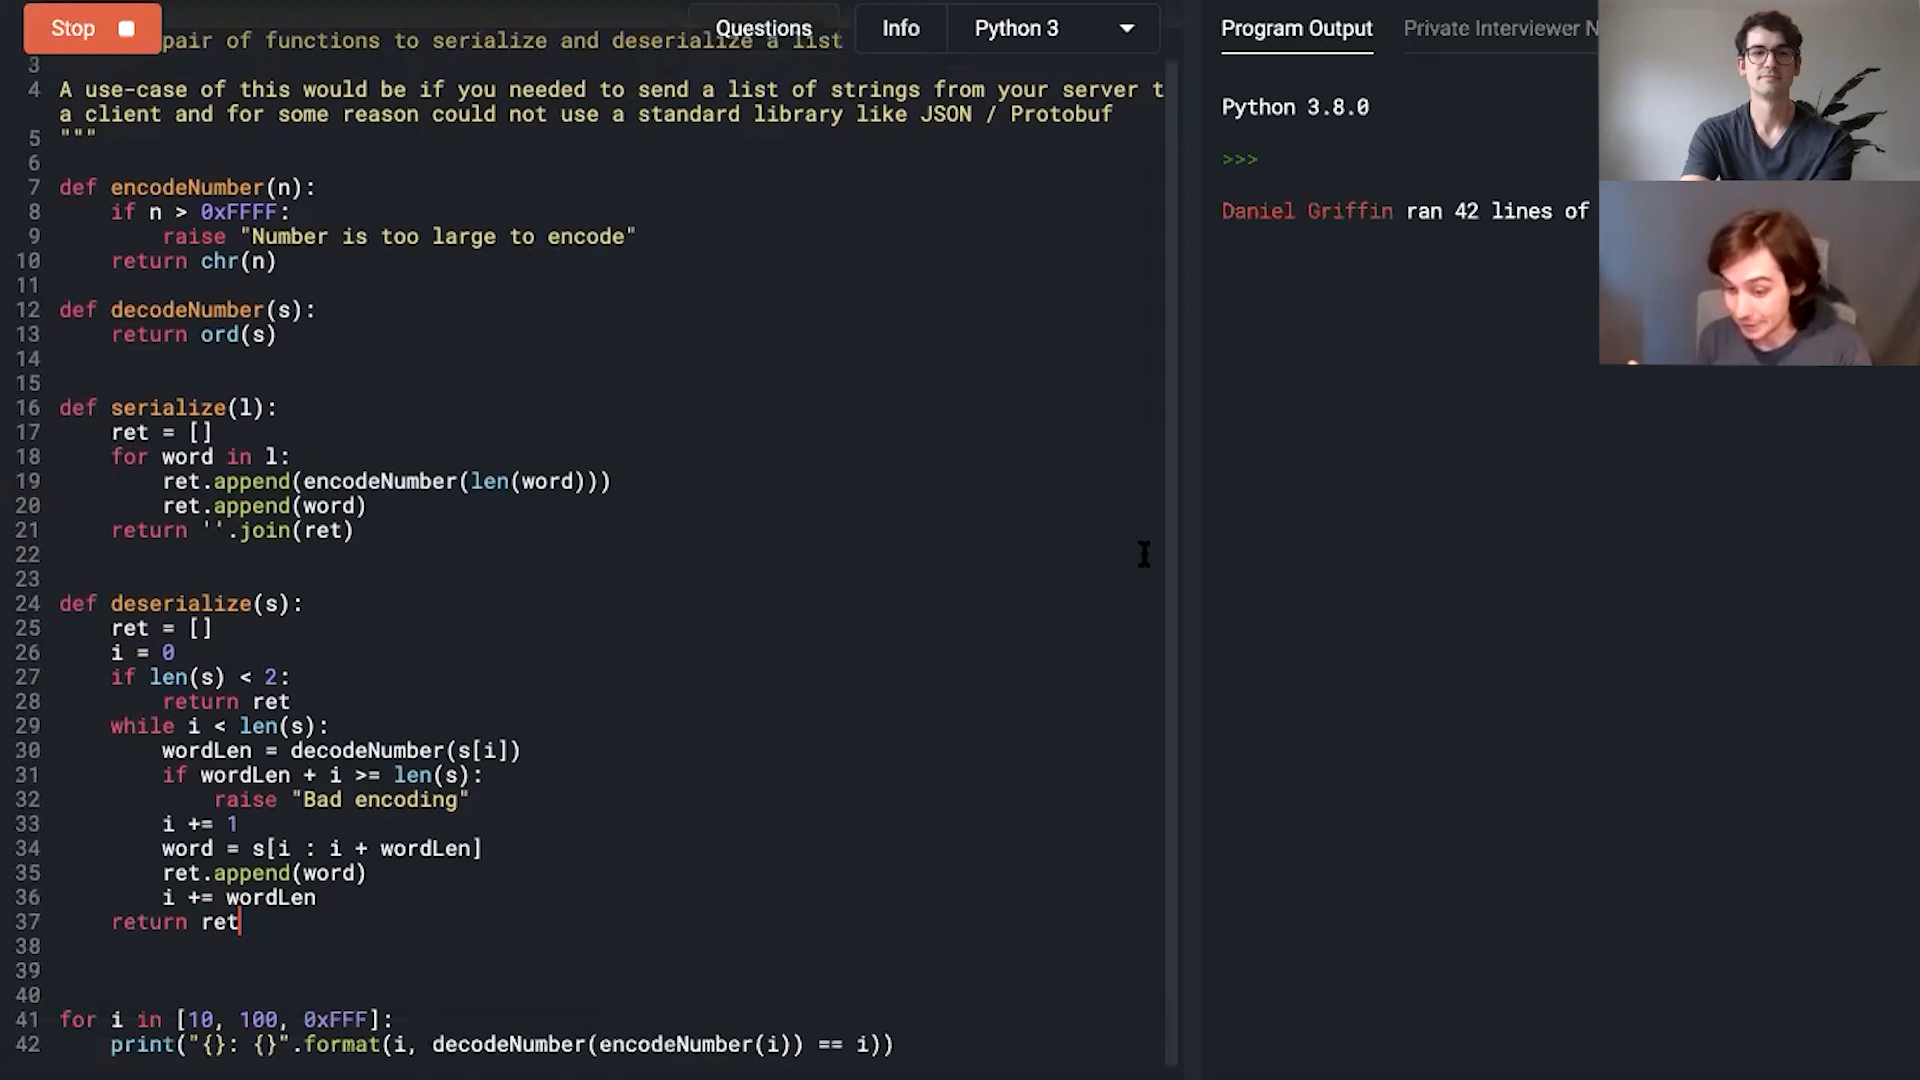 Stop
Questions
Info
Python 3
pair of functions to serialize and deserialize a list
3
4 A use-case of this would be if you needed to send a list of strings from your server t
a client and for some reason could not use a standard library like JSON / Protobuf
5 """
6
7 def encodeNumber(n):
8     if n > 0xFFFF:
9         raise "Number is too large to encode"
10     return chr(n)
11
12 def decodeNumber(s):
13     return ord(s)
14
15
16 def serialize(l):
17     ret = []
18     for word in l:
19         ret.append(encodeNumber(len(word)))
20         ret.append(word)
21     return ''.join(ret)
22
23
24 def deserialize(s):
25     ret = []
26     i = 0
27     if len(s) < 2:
28         return ret
29     while i < len(s):
30         wordLen = decodeNumber(s[i])
31         if wordLen + i >= len(s):
32             raise "Bad encoding"
33         i += 1
34         word = s[i : i + wordLen]
35         ret.append(word)
36         i += wordLen
37     return ret
38
39
40
41 for i in [10, 100, 0xFFF]:
42     print("{}: {}".format(i, decodeNumber(encodeNumber(i)) == i))
Program Output
Private Interviewer N
Python 3.8.0
>>>
Daniel Griffin ran 42 lines of